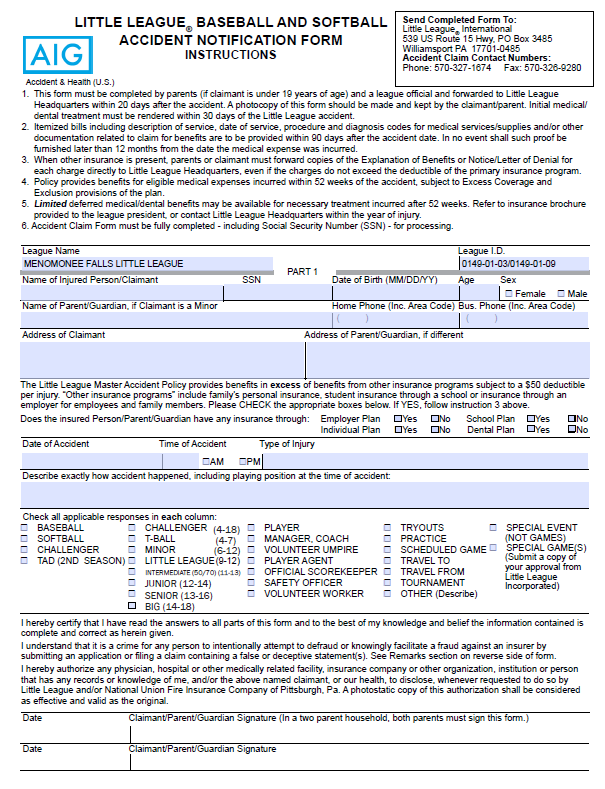 LITTLE LEAGUE® BASEBALL AND SOFTBALL
ACCIDENT NOTIFICATION FORM
INSTRUCTIONS
AIG
Accident & Health (U.S.)
Send Completed Form To:
Little League® International
539 US Route 15 Hwy, PO Box 3485
Williamsport PA 17701-0485
Accident Claim Contact Numbers:
Phone: 570-327-1674 Fax: 570-326-9280
1. This form must be completed by parents (if claimant is under 19 years of age) and a league official and forwarded to Little League
Headquarters within 20 days after the accident. A photocopy of this form should be made and kept by the claimant/parent. Initial medical/
dental treatment must be rendered within 30 days of the Little League accident.
2. Itemized bills including description of service, date of service, procedure and diagnosis codes for medical services/supplies and/or other
documentation related to claim for benefits are to be provided within 90 days after the accident date. In no event shall such proof be
furnished later than 12 months from the date the medical expense was incurred.
3. When other insurance is present, parents or claimant must forward copies of the Explanation of Benefits or Notice/Letter of Denial for
each charge directly to Little League Headquarters, even if the charges do not exceed the deductible of the primary insurance program.
4. Policy provides benefits for eligible medical expenses incurred within 52 weeks of the accident, subject to Excess Coverage and
Exclusion provisions of the plan.
5. Limited deferred medical/dental benefits may be available for necessary treatment incurred after 52 weeks. Refer to insurance brochure
provided to the league president, or contact Little League Headquarters within the year of injury.
6. Accident Claim Form must be fully completed - including Social Security Number (SSN) - for processing.
League Name League I.D.
MENOMONEE FALLS LITTLE LEAGUE 0149-01-03/0149-01-09
PART 1
Name of Injured Person/Claimant SSN Date of Birth (MM/DD/YY) Age Sex
Female Male
Name of Parent/Guardian, if Claimant is a Minor Home Phone (Inc. Area Code) Bus. Phone (Inc. Area Code)
( ) ( )
Address of Claimant Address of Parent/Guardian, if different
The Little League Master Accident Policy provides benefits in excess of benefits from other insurance programs subject to a $50 deductible
per injury. “Other insurance programs” include family's personal insurance, student insurance through a school or insurance through an
employer for employees and family members. Please CHECK the appropriate boxes below. If YES, follow instruction 3 above.
Does the insured Person/Parent/Guardian have any insurance through: Employer Plan Yes No School Plan Yes No
Individual Plan Yes No Dental Plan Yes No
Date of Accident Time of Accident Type of Injury
AM PM
Describe exactly how accident happened, including playing position at the time of accident:
Check all applicable responses in each column:
BASEBALL
SOFTBALL
CHALLENGER
TAD (2ND SEASON)
CHALLENGER (4-18)
T-BALL (4-7)
MINOR (6-12)
LITTLE LEAGUE(9-12)
INTERMEDIATE (50/70) (11-13)
JUNIOR (12-14)
SENIOR (13-16)
BIG (14-18)
PLAYER
MANAGER, COACH
VOLUNTEER UMPIRE
PLAYER AGENT
OFFICIAL SCOREKEEPER
SAFETY OFFICER
VOLUNTEER WORKER
TRYOUTS
PRACTICE
SCHEDULED GAME
TRAVEL TO
TRAVEL FROM
TOURNAMENT
OTHER (Describe)
SPECIAL EVENT
(NOT GAMES)
SPECIAL GAME(S)
(Submit a copy of
your approval from
Little League
Incorporated)
I hereby certify that I have read the answers to all parts of this form and to the best of my knowledge and belief the information contained is
complete and correct as herein given.
I understand that it is a crime for any person to intentionally attempt to defraud or knowingly facilitate a fraud against an insurer by
submitting an application or filing a claim containing a false or deceptive statement(s). See Remarks section on reverse side of form.
I hereby authorize any physician, hospital or other medically related facility, insurance company or other organization, institution or person
that has any records or knowledge of me, and/or the above named claimant, or our health, to disclose, whenever requested to do so by
Little League and/or National Union Fire Insurance Company of Pittsburgh, Pa. A photostatic copy of this authorization shall be considered
as effective and valid as the original.
Date Claimant/Parent/Guardian Signature (In a two parent household, both parents must sign this form.)
Date Claimant/Parent/Guardian Signature